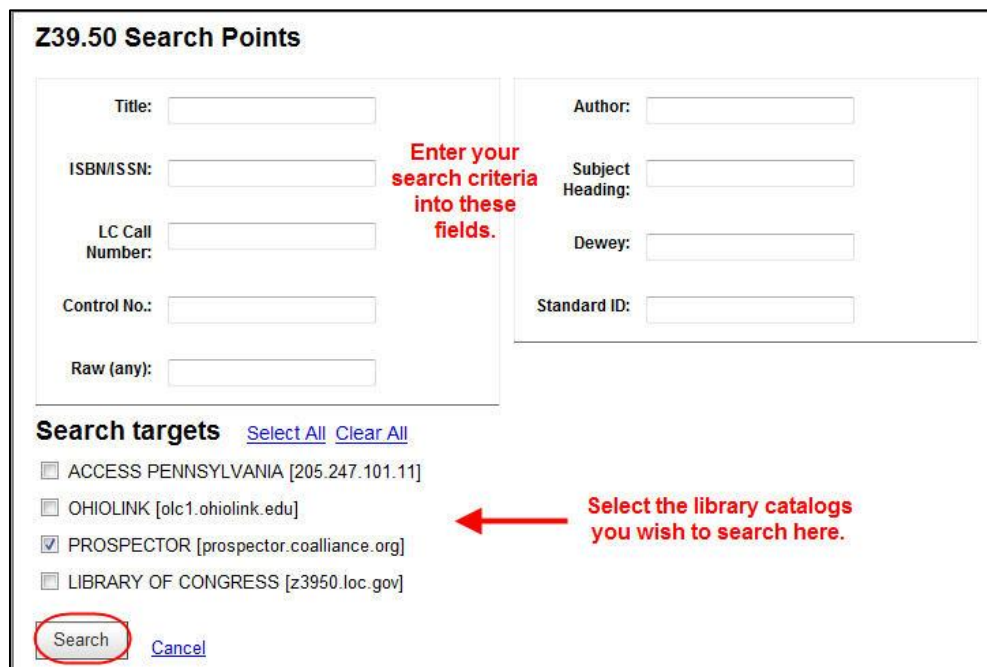 Z39.50 Search Points
Title:
ISBN/ISSN:
LC Call
Number:
Control No.:
Raw (any):
Enter your
search criteria
into these
fields.
Author:
Subject
Heading:
Dewey:
Standard ID:
Search targets Select All Clear All
ACCESS PENNSYLVANIA [205.247.101.11]
OHIOLINK [olc1.ohiolink.edu]
PROSPECTOR [prospector.coalliance.org]
LIBRARY OF CONGRESS [z3950.loc.gov]
Select the library catalogs
you wish to search here.
Search Cancel